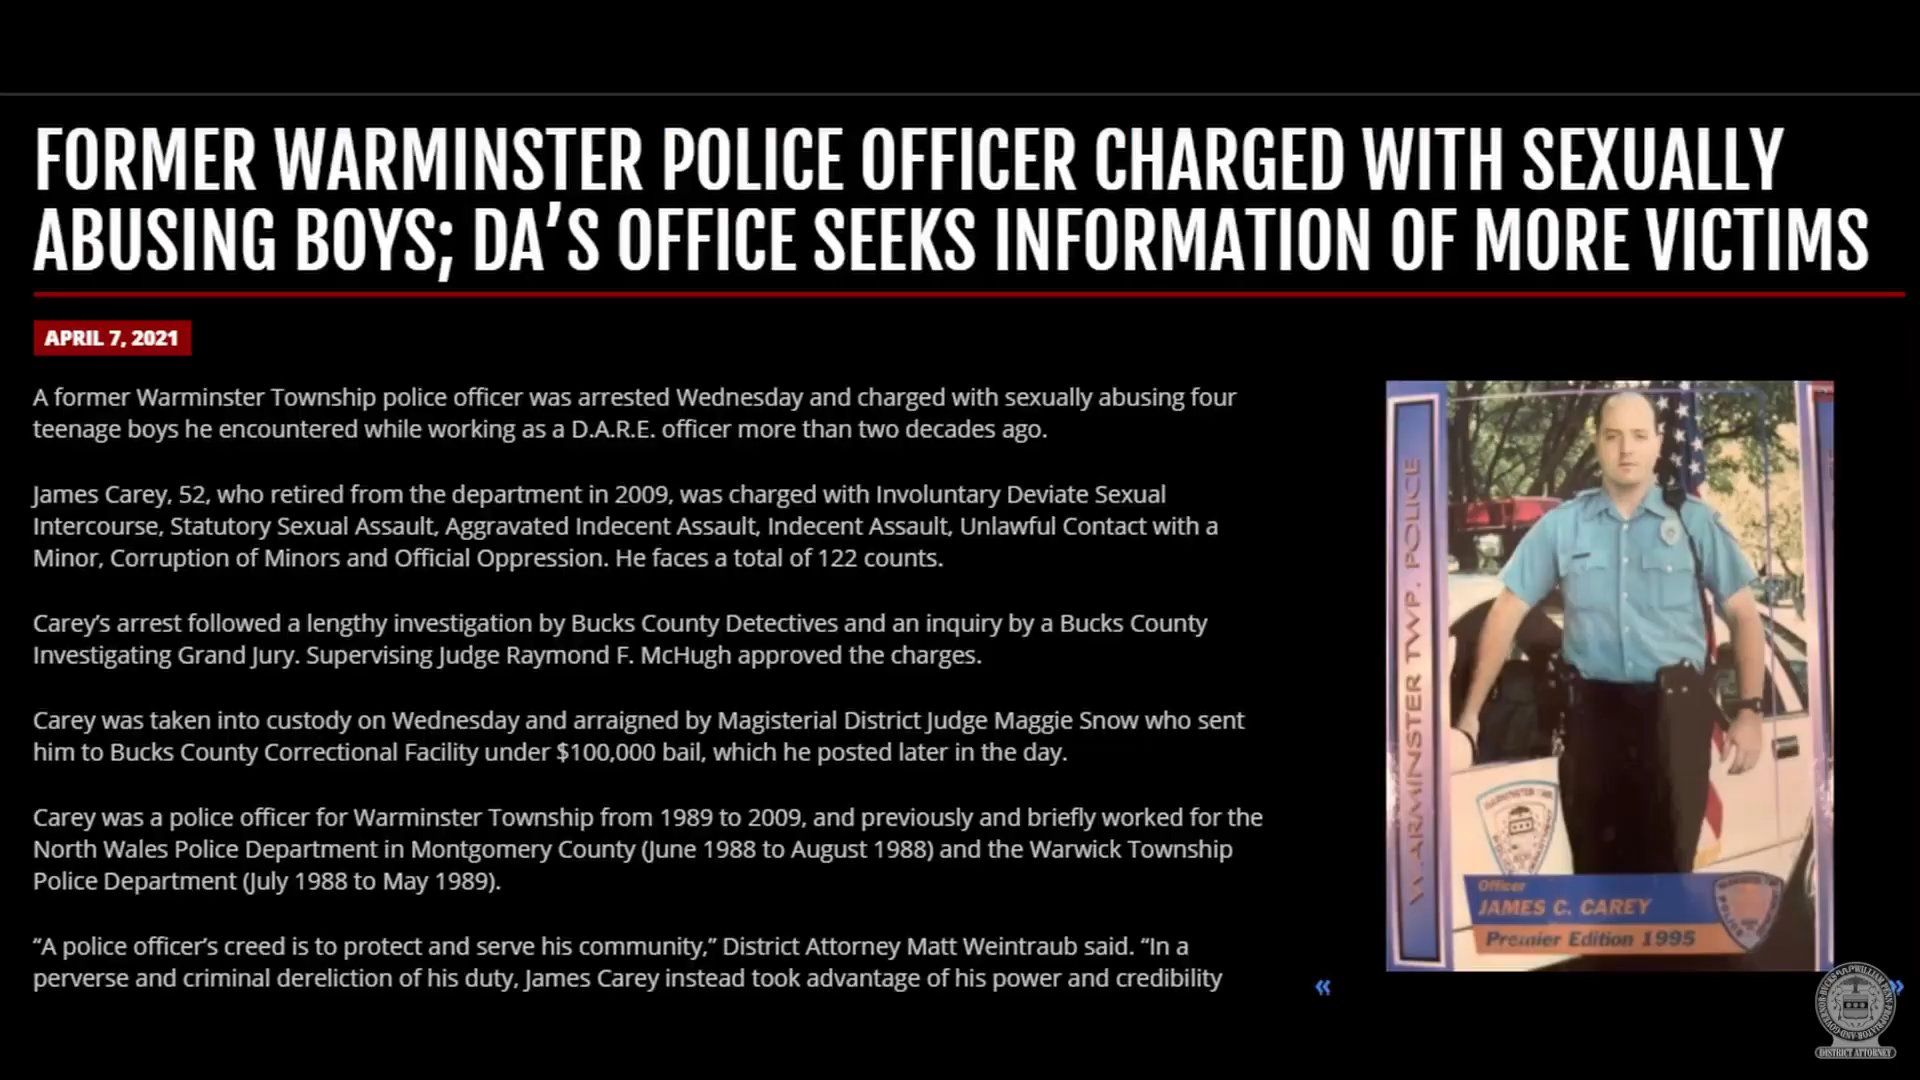 FORMER WARMINSTER POLICE OFFICER CHARGED WITH SEXUALLY
ABUSING BOYS; DA’S OFFICE SEEKS INFORMATION OF MORE VICTIMS
APRIL 7, 2021
A former Warminster Township police officer was arrested Wednesday and charged with sexually abusing four
teenage boys he encountered while working as a D.A.R.E. officer more than two decades ago.
James Carey, 52, who retired from the department in 2009, was charged with Involuntary Deviate Sexual
Intercourse, Statutory Sexual Assault, Aggravated Indecent Assault, Indecent Assault, Unlawful Contact with a
Minor, Corruption of Minors and Official Oppression. He faces a total of 122 counts.
Carey’s arrest followed a lengthy investigation by Bucks County Detectives and an inquiry by a Bucks County
Investigating Grand Jury. Supervising Judge Raymond F. McHugh approved the charges.
Carey was taken into custody on Wednesday and arraigned by Magisterial District Judge Maggie Snow who sent
him to Bucks County Correctional Facility under $100,000 bail, which he posted later in the day.
Carey was a police officer for Warminster Township from 1989 to 2009, and previously and briefly worked for the
North Wales Police Department in Montgomery County (June 1988 to August 1988) and the Warwick Township
Police Department (July 1988 to May 1989).
“A police officer’s creed is to protect and serve his community,” District Attorney Matt Weintraub said. “In a
perverse and criminal dereliction of his duty, James Carey instead took advantage of his power and credibility
WARMINSTER TWP. POLICE
Officer
JAMES C. CAREY
Premier Edition 1995
«
»
DISTRICT ATTORNEY